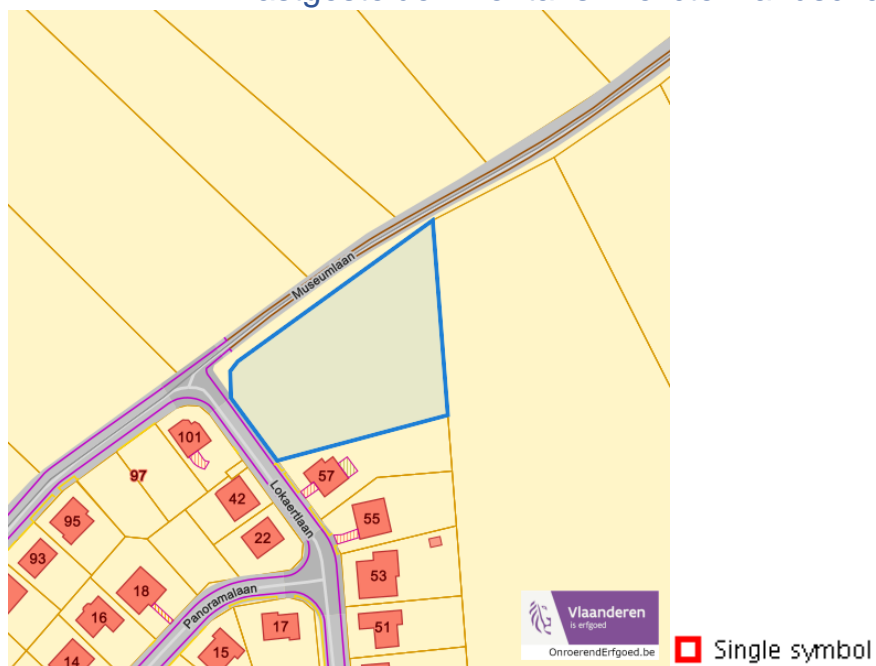 Museumlaan
101
97
57
42
Lokaertlaan
95
55
22
93
53
18
Panoramalaan
16
17
51
15
14
Vlaanderen
is erfgoed
OnroerendErfgoed.be
Single symbol